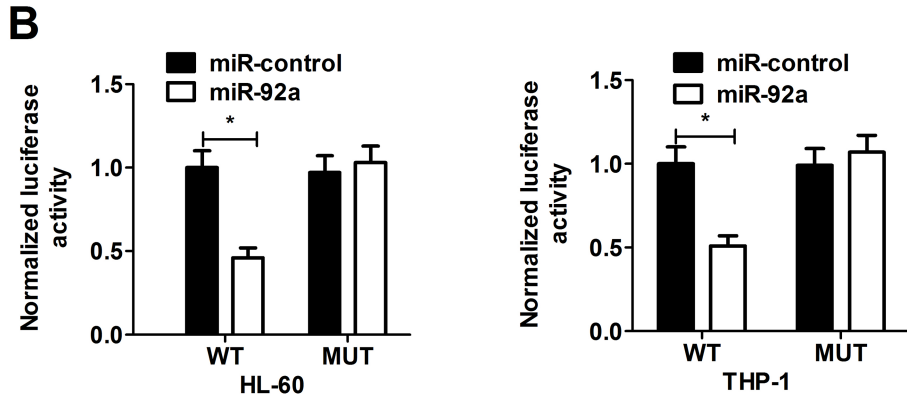 B
miR-control
miR-92a
Normalized luciferase
activity
1.5
1.0
0.5
0.0
*
WT
MUT
HL-60
miR-control
miR-92a
Normalized luciferase
activity
1.5
1.0
0.5
0.0
*
WT
MUT
THP-1